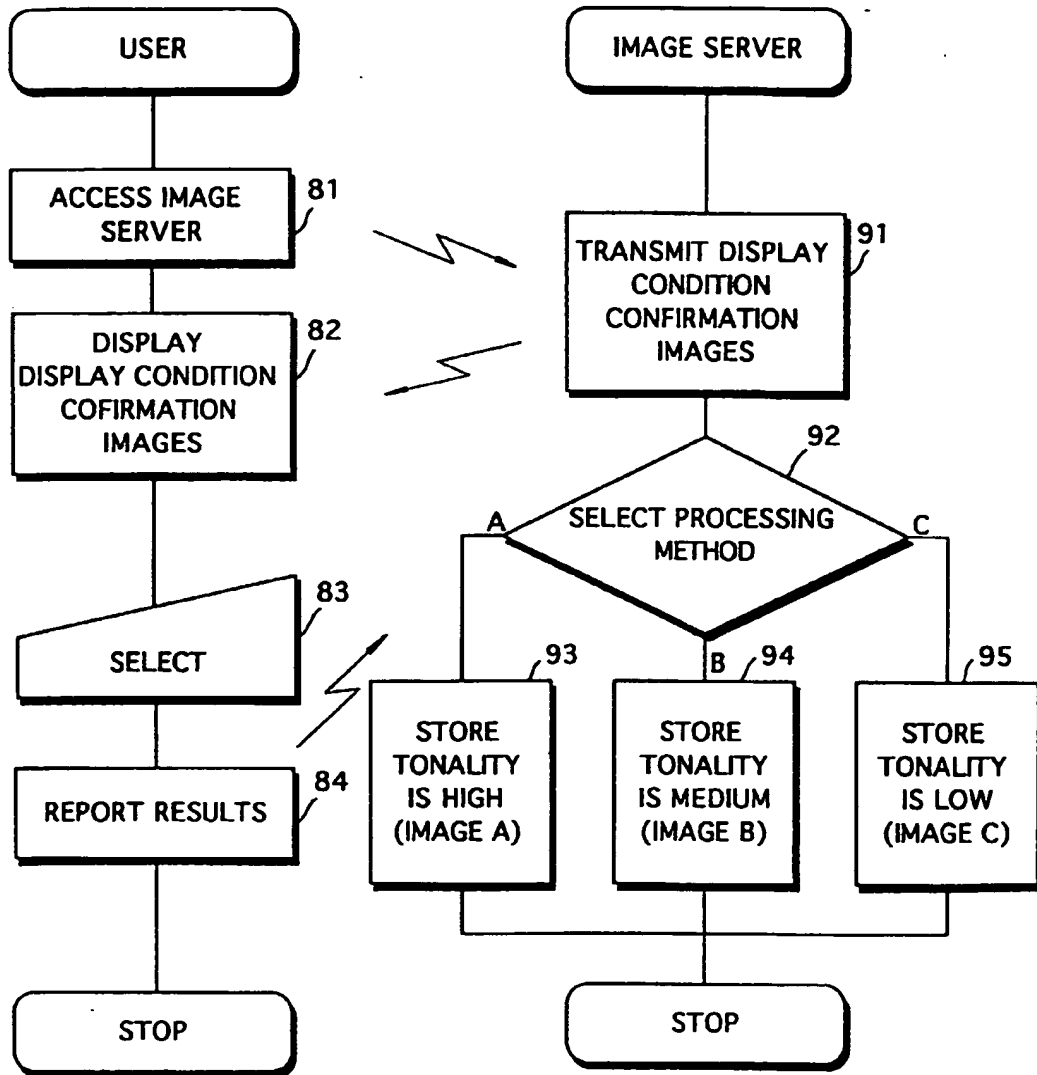 USER
ACCESS IMAGE
SERVER
81
DISPLAY
DISPLAY CONDITION
COFIRMATION
IMAGES
82
SELECT
83
REPORT RESULTS
84
STOP
IMAGE SERVER
TRANSMIT DISPLAY
CONDITION
CONFIRMATION
IMAGES
91
SELECT PROCESSING
METHOD
92
A
B
C
STORE
TONALITY
IS HIGH
(IMAGE A)
93
STORE
TONALITY
IS MEDIUM
(IMAGE B)
94
STORE
TONALITY
IS LOW
(IMAGE C)
95
STOP